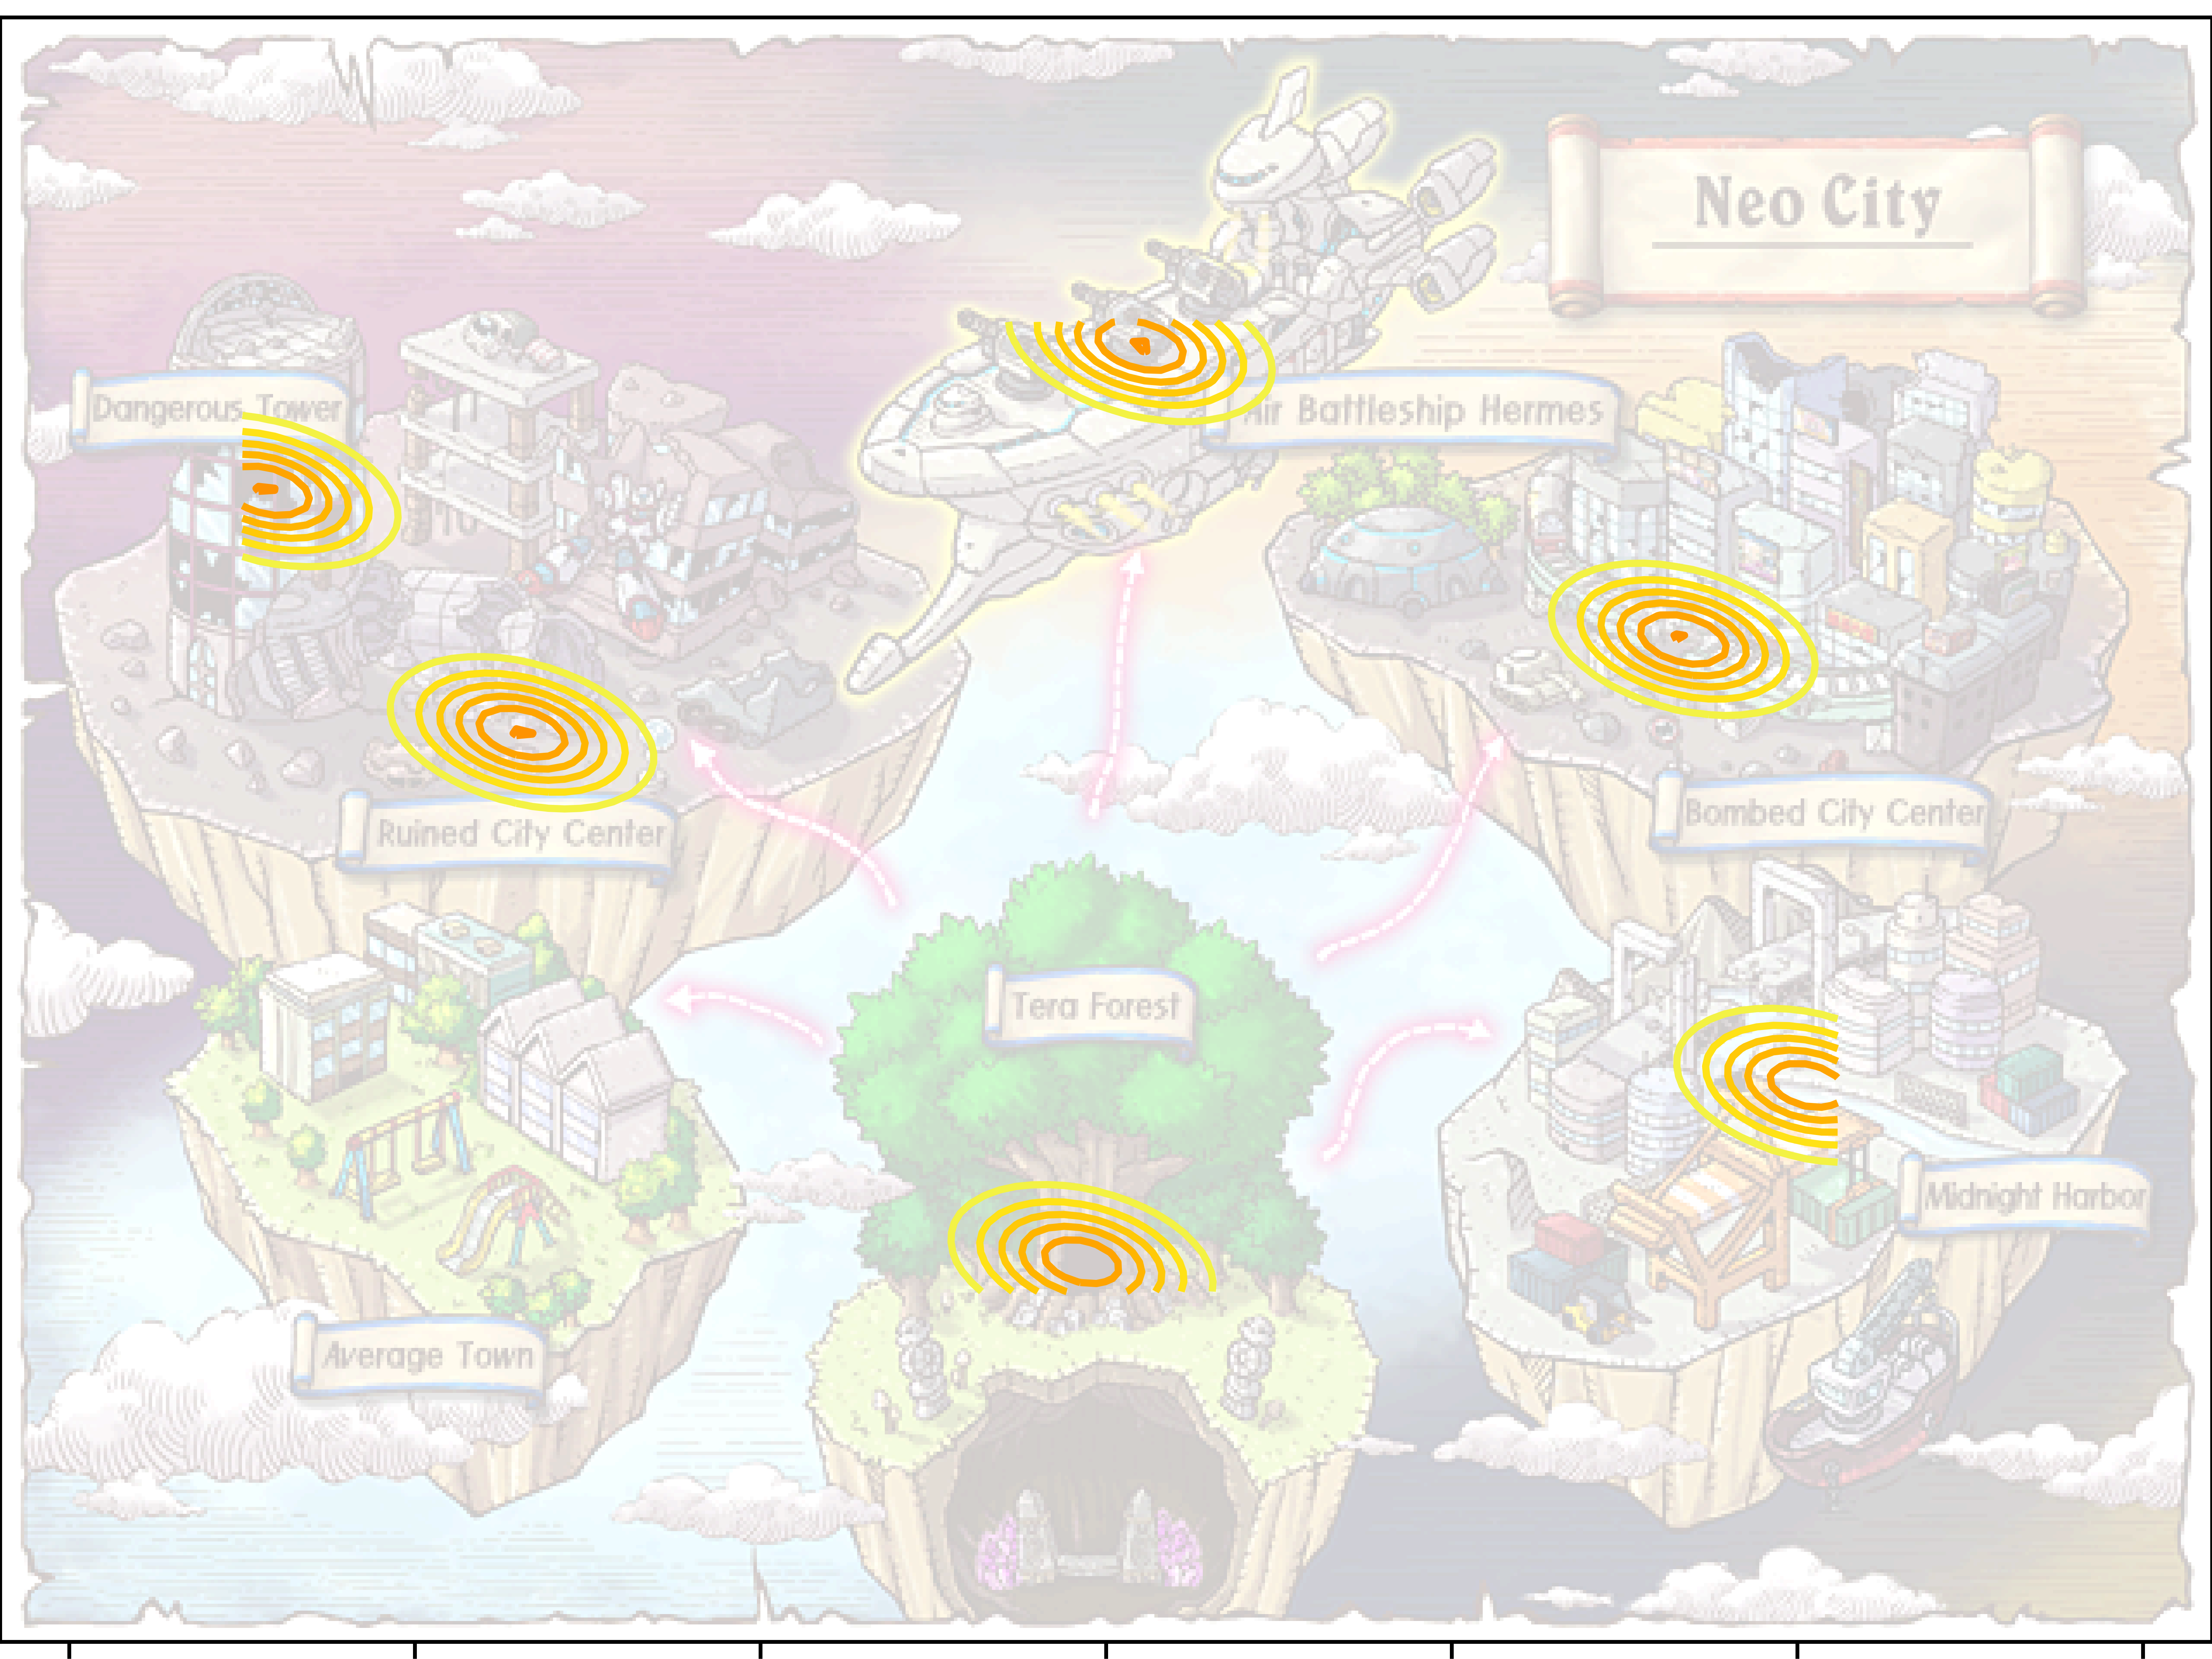 Neo City
Dangerous Tower
Air Battleship Hermes
Ruined City Center
Bombed City Center
Tera Forest
Midnight Harbor
Average Town